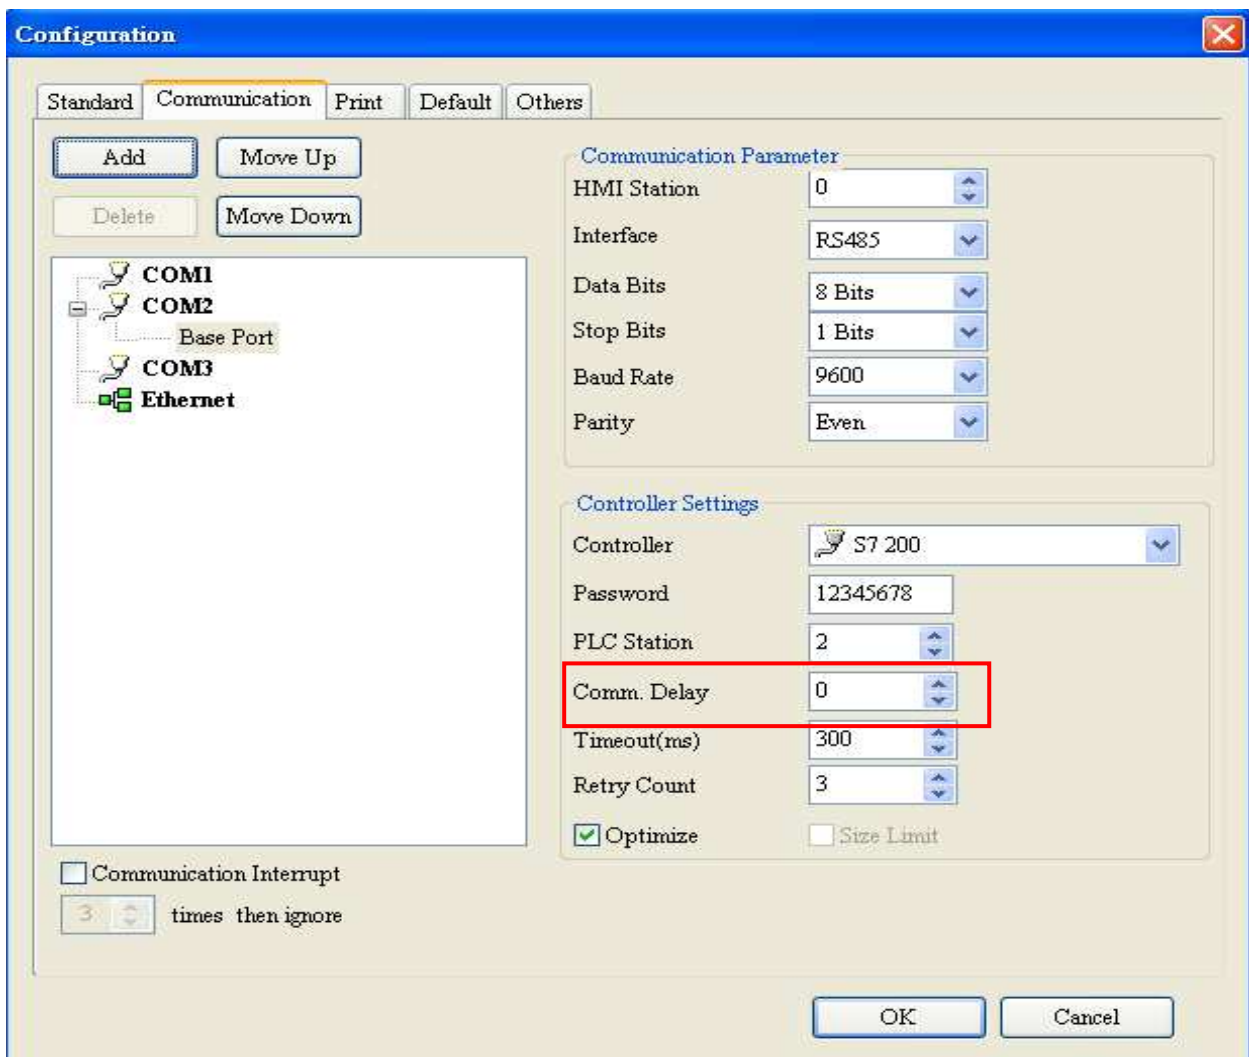 Configuration
Standard Communication Print Default Others
Add Move Up
Delete Move Down
COM1
COM2
Base Port
COM3
Ethernet
Communication Interrupt
3 times then ignore
Communication Parameter
HMI Station 0
Interface RS485
Data Bits 8 Bits
Stop Bits 1 Bits
Baud Rate 9600
Parity Even
Controller Settings
Controller S7 200
Password 12345678
PLC Station 2
Comm. Delay 0
Timeout(ms) 300
Retry Count 3
Optimize Size Limit
OK Cancel